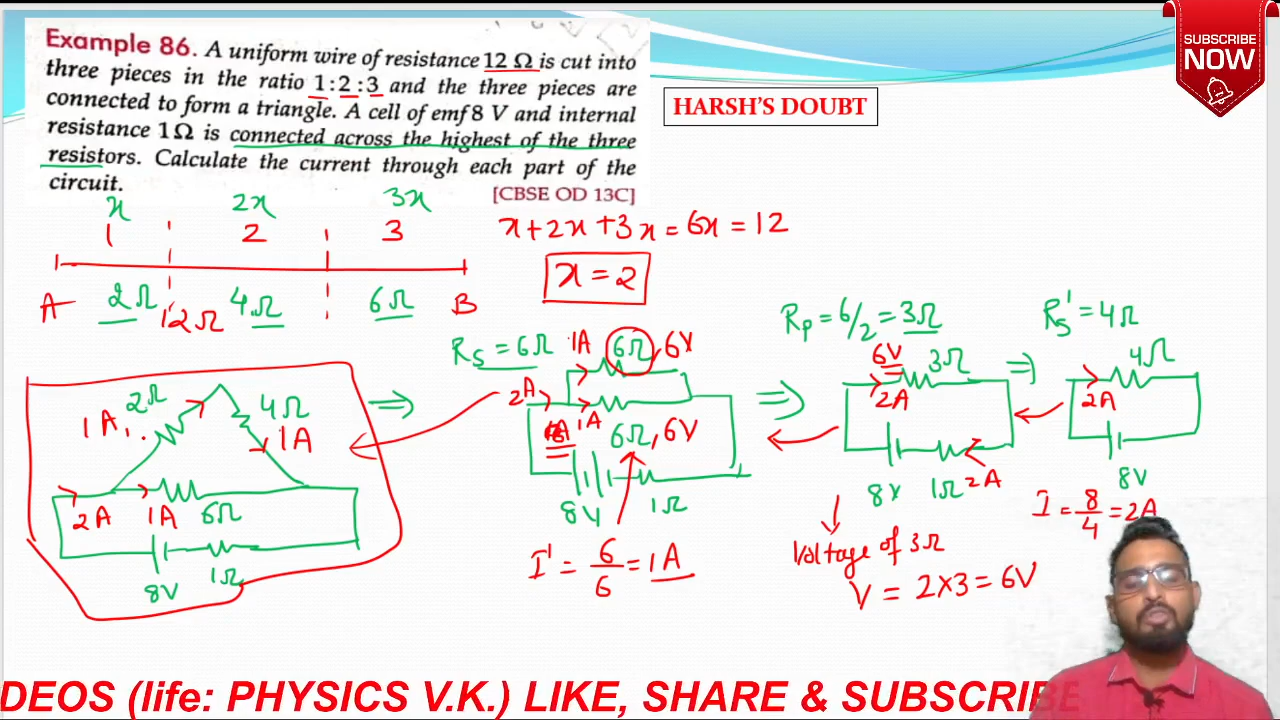 SUBSCRIBE
NOW
Example 86. A uniform wire of resistance 12 Ω is cut into
three pieces in the ratio 1:2:3 and the three pieces are
connected to form a triangle. A cell of emf 8 V and internal
resistance 1Ω is connected across the highest of the three
resistors. Calculate the current through each part of the
circuit.
[CBSE OD 13C]
HARSH'S DOUBT
x 2x 3x
1 2 3
A B
2Ω 12Ω 4Ω 6Ω
x+2x+3x=6x=12
x=2
2Ω 4Ω
1A, 1A
2A 1A 6Ω
8V 1Ω
⇒
Rs=6Ω
1A 6Ω, 6V
2A 1A
6Ω, 6V
8V 1Ω
I' = 6/6 = 1A
⇒
Rp=6/2=3Ω
6V 3Ω
2A
8V 1Ω 2A
Voltage of 3Ω
V = 2×3=6V
⇒
Rs'=4Ω
4Ω
2A
8V
I = 8/4 = 2A
DEOS (life: PHYSICS V.K.) LIKE, SHARE & SUBSCRIBE